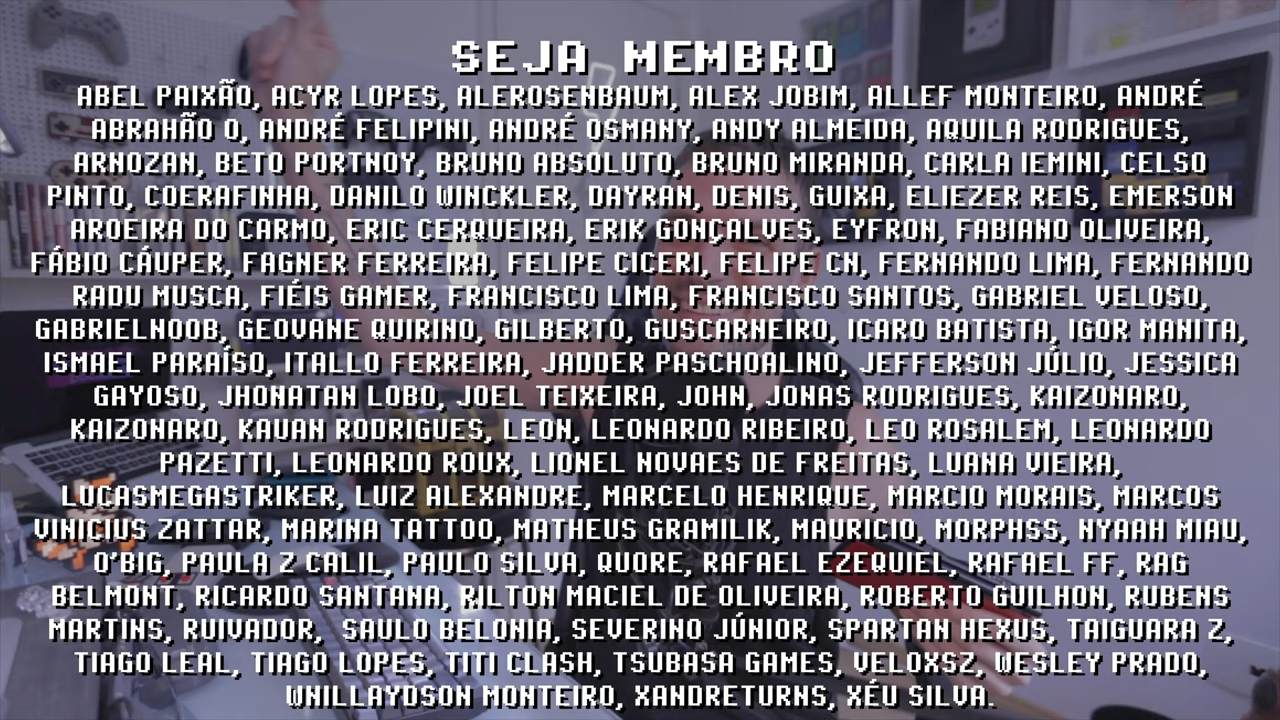 SEJA MEMBRO
ABEL PAIXÃO, ACYR LOPES, ALEROSENBAUM, ALEX JOBIM, ALLEF MONTEIRO, ANDRÉ
ABRAHÃO O, ANDRÉ FELIPINI, ANDRÉ OSMANY, ANDY ALMEIDA, AQUILA RODRIGUES,
ARNOZAN, BETO PORTNOY, BRUNO ABSOLUTO, BRUNO MIRANDA, CARLA IEMINI, CELSO
PINTO, COERAFINHA, DANILO WINCKLER, DAYRAN, DENIS, GUIXA, ELIEZER REIS, EMERSON
AROEIRA DO CARMO, ERIC CERQUEIRA, ERIK GONÇALVES, EYFRON, FABIANO OLIVEIRA,
FÁBIO CÁUPER, FAGNER FERREIRA, FELIPE CICERI, FELIPE CN, FERNANDO LIMA, FERNANDO
RADU MUSCA, FIÉIS GAMER, FRANCISCO LIMA, FRANCISCO SANTOS, GABRIEL VELOSO,
GABRIELNOOB, GEOVANE QUIRINO, GILBERTO, GUSCARNEIRO, ICARO BATISTA, IGOR MANITA,
ISMAEL PARAÍSO, ITALLO FERREIRA, JADDER PASCHOALINO, JEFFERSON JÚLIO, JESSICA
GAYOSO, JHONATAN LOBO, JOEL TEIXEIRA, JOHN, JONAS RODRIGUES, KAIZONARO,
KAIZONARO, KAUAN RODRIGUES, LEON, LEONARDO RIBEIRO, LEO ROSALEM, LEONARDO
PAZETTI, LEONARDO ROUX, LIONEL NOVAES DE FREITAS, LUANA VIEIRA,
LUCASMEGASTRIKER, LUIZ ALEXANDRE, MARCELO HENRIQUE, MARCIO MORAIS, MARCOS
VINICIUS ZATTAR, MARINA TATTOO, MATHEUS GRAMILIK, MAURICIO, MORPHSS, NYAAH MIAU,
O'BIG, PAULA Z CALIL, PAULO SILVA, QUORE, RAFAEL EZEQUIEL, RAFAEL FF, RAG
BELMONT, RICARDO SANTANA, RILTON MACIEL DE OLIVEIRA, ROBERTO GUILHON, RUBENS
MARTINS, RUIVADOR,  SAULO BELONIA, SEVERINO JÚNIOR, SPARTAN HEXUS, TAIGUARA Z,
TIAGO LEAL, TIAGO LOPES, TITI CLASH, TSUBASA GAMES, VELOXSZ, WESLEY PRADO,
WHILLAYDSON MONTEIRO, XANDRETURNS, XÉU SILVA.